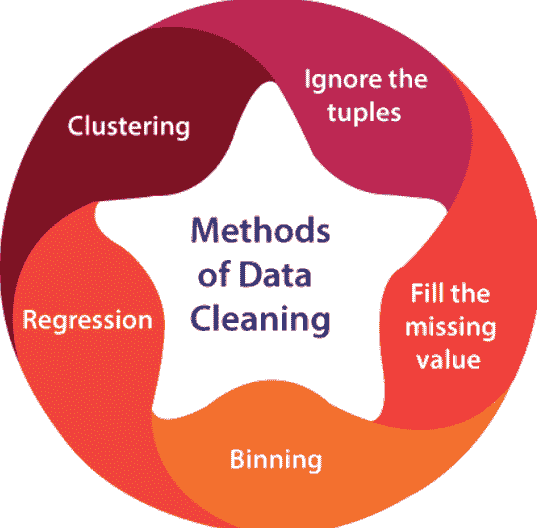 Methods
of Data
Cleaning
Ignore the
tuples
Fill the
missing
value
Binning
Regression
Clustering